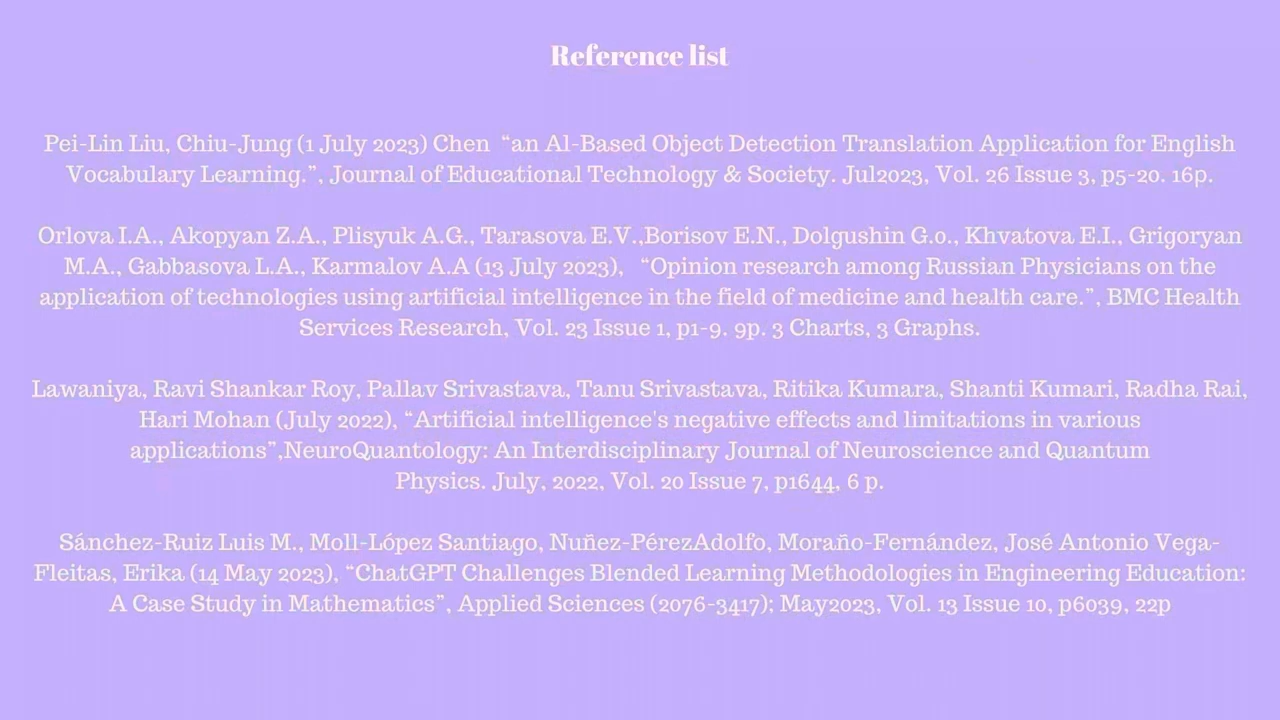 Reference list
Pei-Lin Liu, Chiu-Jung (1 July 2023) Chen “an Al-Based Object Detection Translation Application for English
Vocabulary Learning.”, Journal of Educational Technology & Society. Jul2023, Vol. 26 Issue 3, p5-20. 16p.
Orlova I.A., Akopyan Z.A., Plisyuk A.G., Tarasova E.V.,Borisov E.N., Dolgushin G.o., Khvatova E.I., Grigoryan
M.A., Gabbasova L.A., Karmalov A.A (13 July 2023), “Opinion research among Russian Physicians on the
application of technologies using artificial intelligence in the field of medicine and health care.”, BMC Health
Services Research, Vol. 23 Issue 1, p1-9. 9p. 3 Charts, 3 Graphs.
Lawaniya, Ravi Shankar Roy, Pallav Srivastava, Tanu Srivastava, Ritika Kumara, Shanti Kumari, Radha Rai,
Hari Mohan (July 2022), “Artificial intelligence's negative effects and limitations in various
applications”,NeuroQuantology: An Interdisciplinary Journal of Neuroscience and Quantum
Physics. July, 2022, Vol. 20 Issue 7, p1644, 6 p.
Sánchez-Ruiz Luis M., Moll-López Santiago, Nuñez-PérezAdolfo, Moraño-Fernández, José Antonio Vega-
Fleitas, Erika (14 May 2023), “ChatGPT Challenges Blended Learning Methodologies in Engineering Education:
A Case Study in Mathematics”, Applied Sciences (2076-3417); May2023, Vol. 13 Issue 10, p6039, 22p